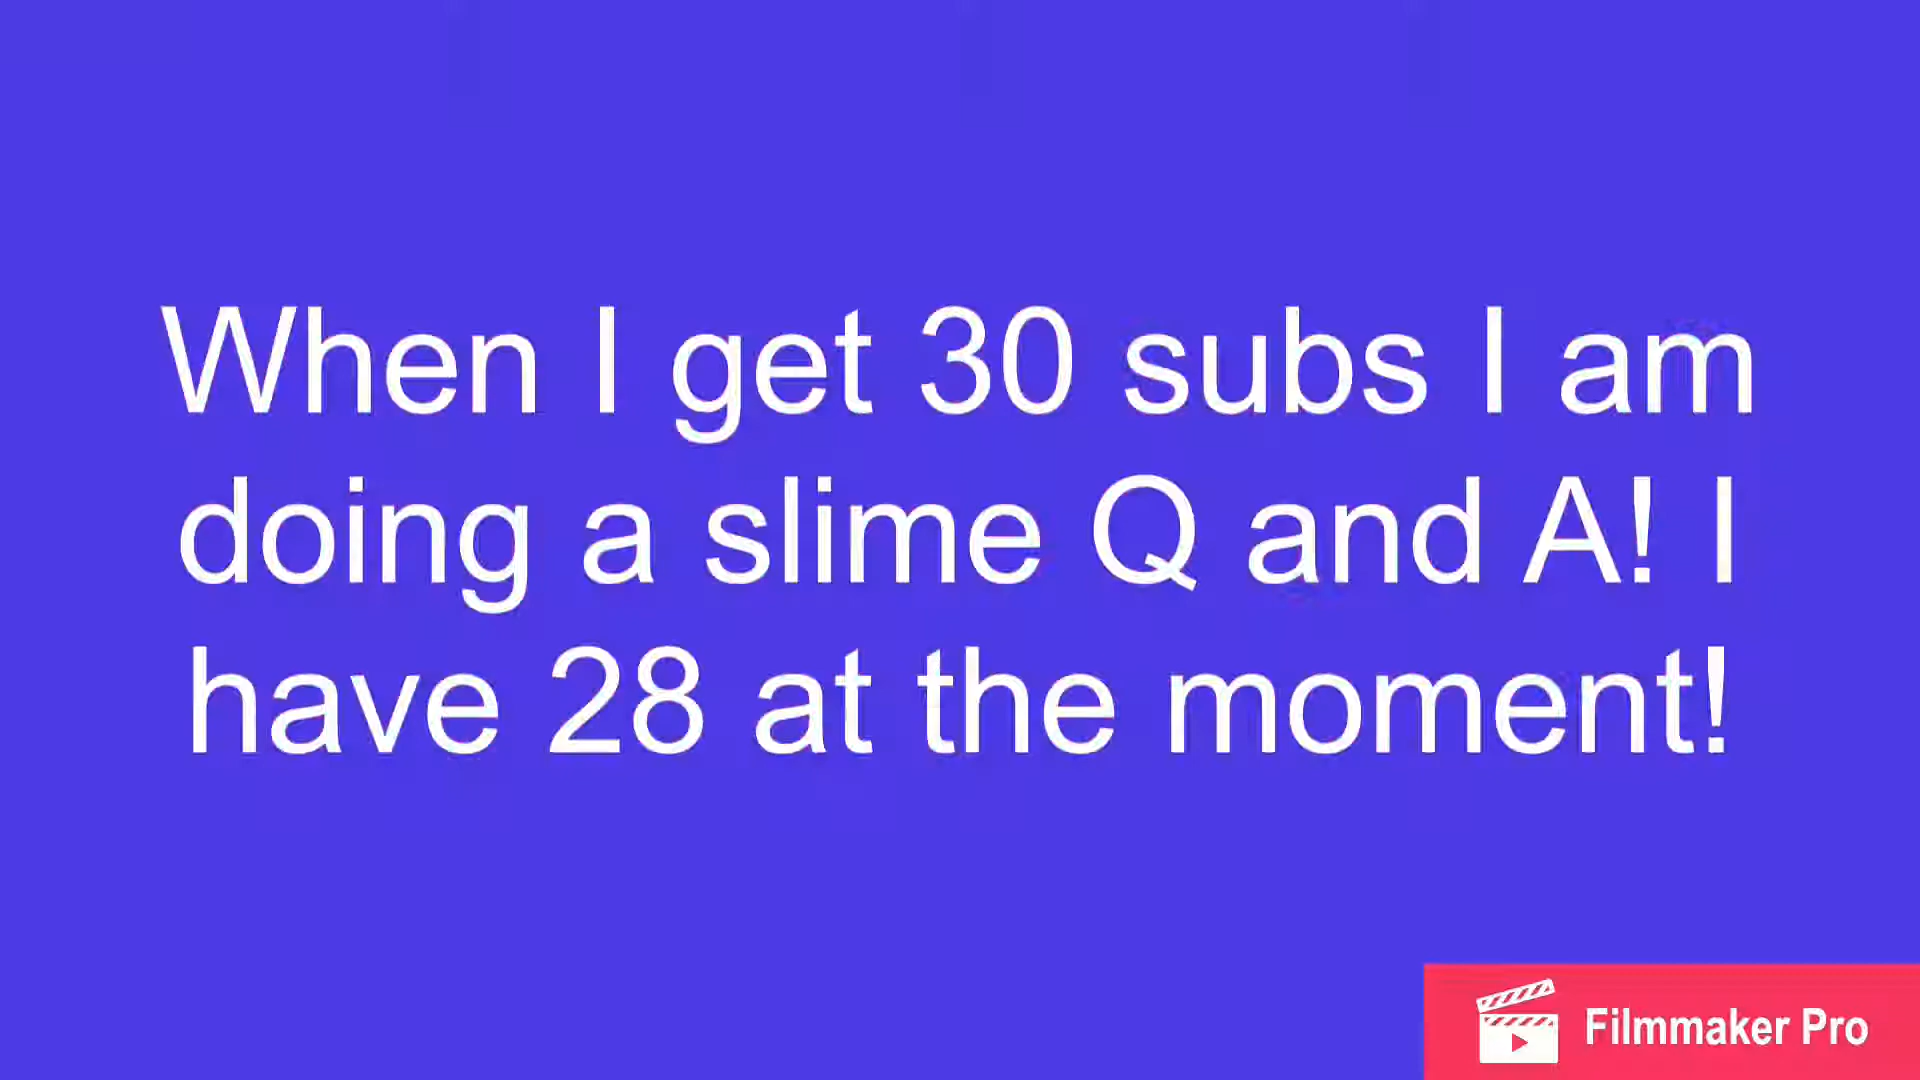 When I get 30 subs I am
doing a slime Q and A! I
have 28 at the moment!
Filmmaker Pro